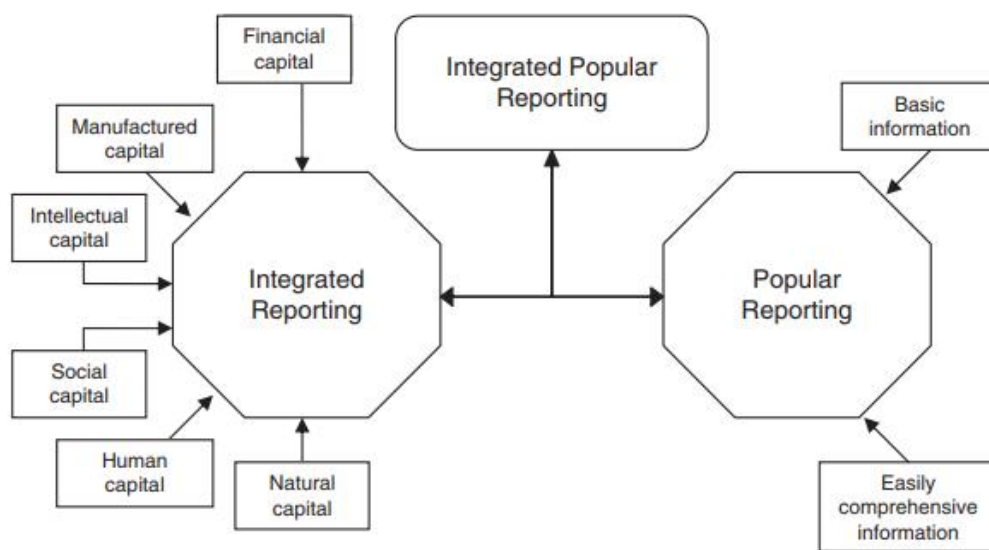 Financial
capital
Integrated Popular
Reporting
Basic
information
Manufactured
capital
Intellectual
capital
Integrated
Reporting
Popular
Reporting
Social
capital
Human
capital
Natural
capital
Easily
comprehensive
information